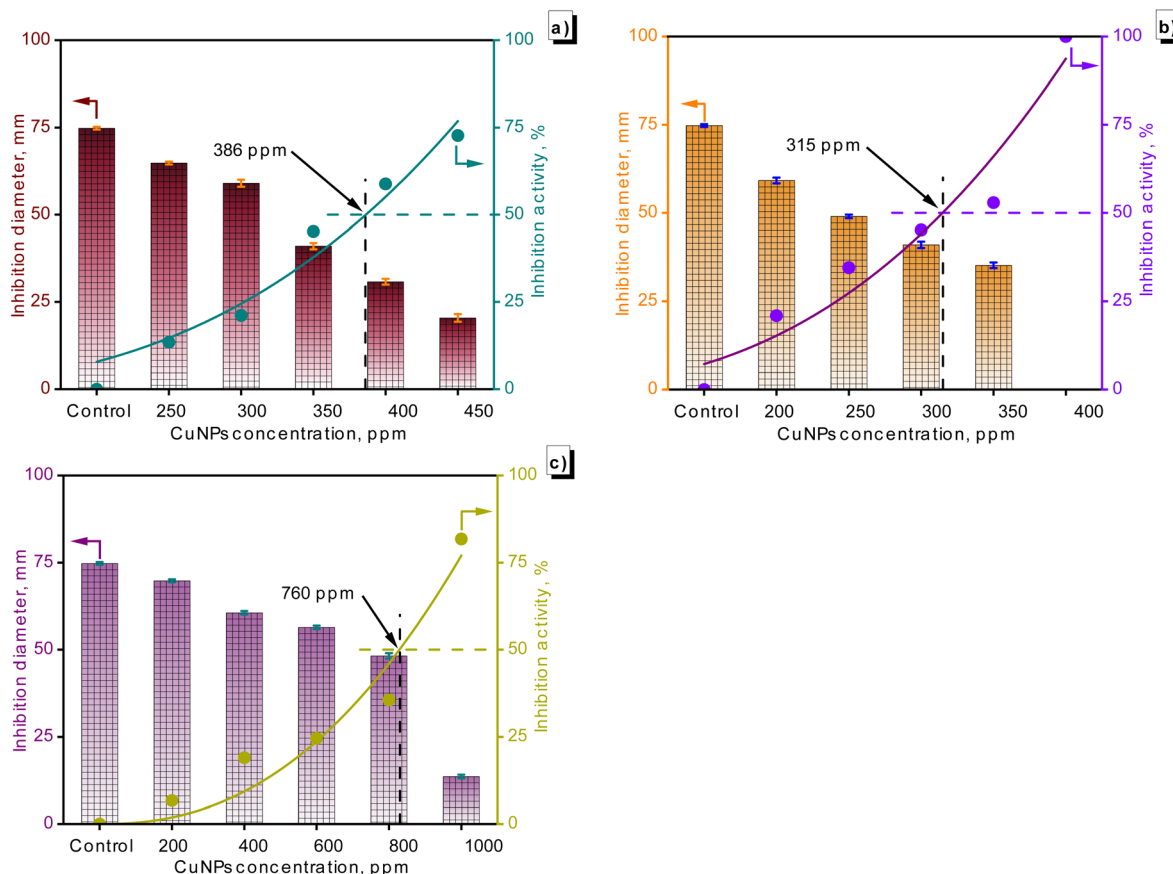 a)
100
75
50
25
0
Inhibition diameter, mm
386 ppm
100
75
50
25
0
Inhibition activity, %
Control 250 300 350 400 450
CuNPs concentration, ppm
b)
100
75
50
25
0
Inhibition diameter, mm
315 ppm
100
75
50
25
0
Inhibition activity, %
Control 200 250 300 350 400
CuNPs concentration, ppm
c)
100
75
50
25
0
Inhibition diameter, mm
760 ppm
100
75
50
25
0
Inhibition activity, %
Control 200 400 600 800 1000
CuNPs concentration, ppm